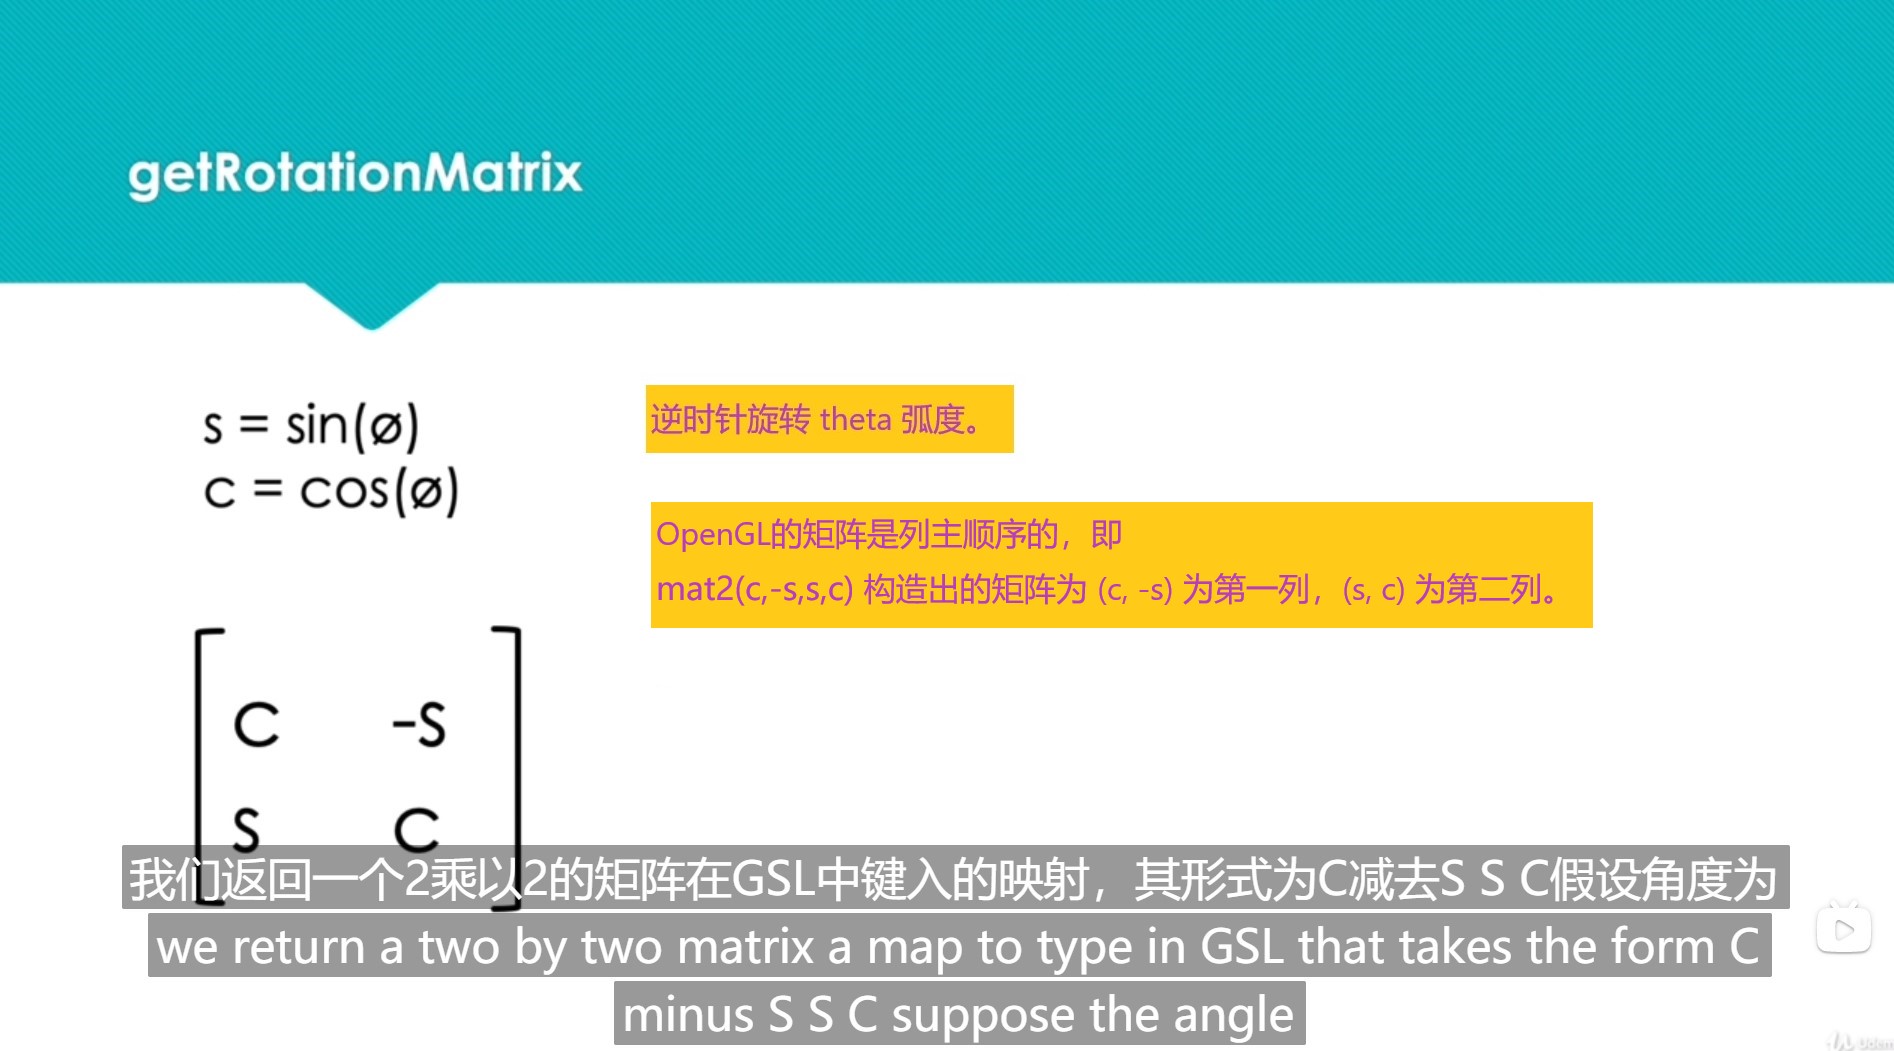 getRotationMatrix
s = sin(ø)
c = cos(ø)
逆时针旋转 theta 弧度。
OpenGL的矩阵是列主顺序的，即
mat2(c,-s,s,c) 构造出的矩阵为 (c, -s) 为第一列，(s, c) 为第二列。
C -S
S C
我们返回一个2乘以2的矩阵在GSL中键入的映射，其形式为C减去S S C假设角度为
we return a two by two matrix a map to type in GSL that takes the form C
minus S S C suppose the angle